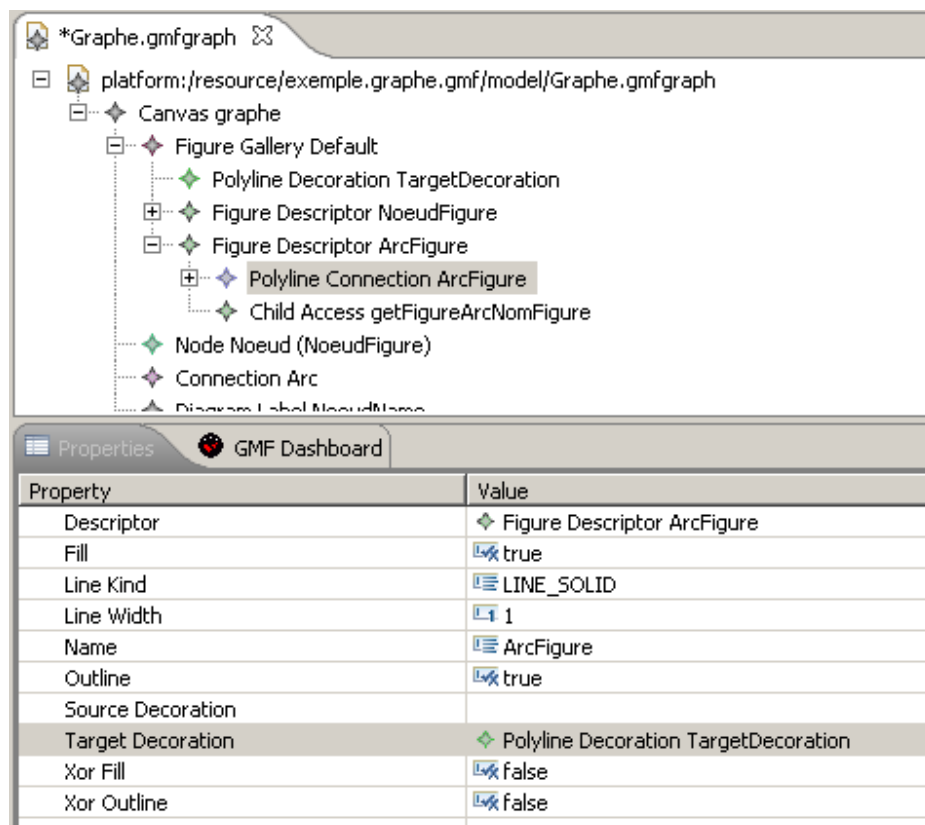 *Graphe.gmfgraph
platform:/resource/exemple.graphe.gmf/model/Graphe.gmfgraph
Canvas graphe
Figure Gallery Default
Polyline Decoration TargetDecoration
Figure Descriptor NoeudFigure
Figure Descriptor ArcFigure
Polyline Connection ArcFigure
Child Access getFigureArcNomFigure
Node Noeud (NoeudFigure)
Connection Arc
Diagram Label NoeudName
Properties GMF Dashboard
Property Value
Descriptor Figure Descriptor ArcFigure
Fill true
Line Kind LINE_SOLID
Line Width 1
Name ArcFigure
Outline true
Source Decoration
Target Decoration Polyline Decoration TargetDecoration
Xor Fill false
Xor Outline false